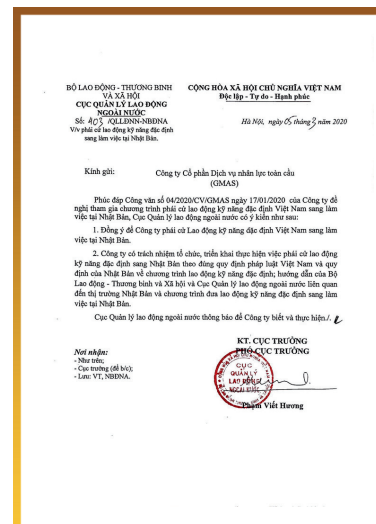 BỘ LAO ĐỘNG - THƯƠNG BINH
VÀ XÃ HỘI
CỤC QUẢN LÝ LAO ĐỘNG
NGOÀI NƯỚC
Số: 403 /QLLĐNN-NBĐNA
V/v phái cử lao động kỹ năng đặc định
sang làm việc tại Nhật Bản.
CỘNG HÒA XÃ HỘI CHỦ NGHĨA VIỆT NAM
Độc lập - Tự do - Hạnh phúc
Hà Nội, ngày 05 tháng 3 năm 2020
Kính gửi: Công ty Cổ phần Dịch vụ nhân lực toàn cầu
(GMAS)
Phúc đáp Công văn số 04/2020/CV/GMAS ngày 17/01/2020 của Công ty đề
nghị tham gia chương trình phái cử lao động kỹ năng đặc định Việt Nam sang làm
việc tại Nhật Bản, Cục Quản lý lao động ngoài nước có ý kiến như sau:
1. Đồng ý để Công ty phái cử Lao động kỹ năng đặc định Việt Nam sang làm
việc tại Nhật Bản.
2. Công ty có trách nhiệm tổ chức, triển khai thực hiện việc phái cử lao động
kỹ năng đặc định sang Nhật Bản theo đúng quy định pháp luật Việt Nam và quy
định của Nhật Bản về chương trình lao động kỹ năng đặc định; hướng dẫn của Bộ
Lao động - Thương binh và Xã hội và Cục Quản lý lao động ngoài nước liên quan
đến thị trường Nhật Bản và chương trình đưa lao động kỹ năng đặc định sang làm
việc tại Nhật Bản.
Cục Quản lý lao động ngoài nước thông báo để Công ty biết và thực hiện./.
Nơi nhận:
- Như trên;
- Cục trưởng (để b/c);
- Lưu: VT, NBĐNA.
KT. CỤC TRƯỞNG
PHÓ CỤC TRƯỞNG
CỤC
QUẢN LÝ
LAO ĐỘNG
NGOÀI NƯỚC
Phạm Viết Hương